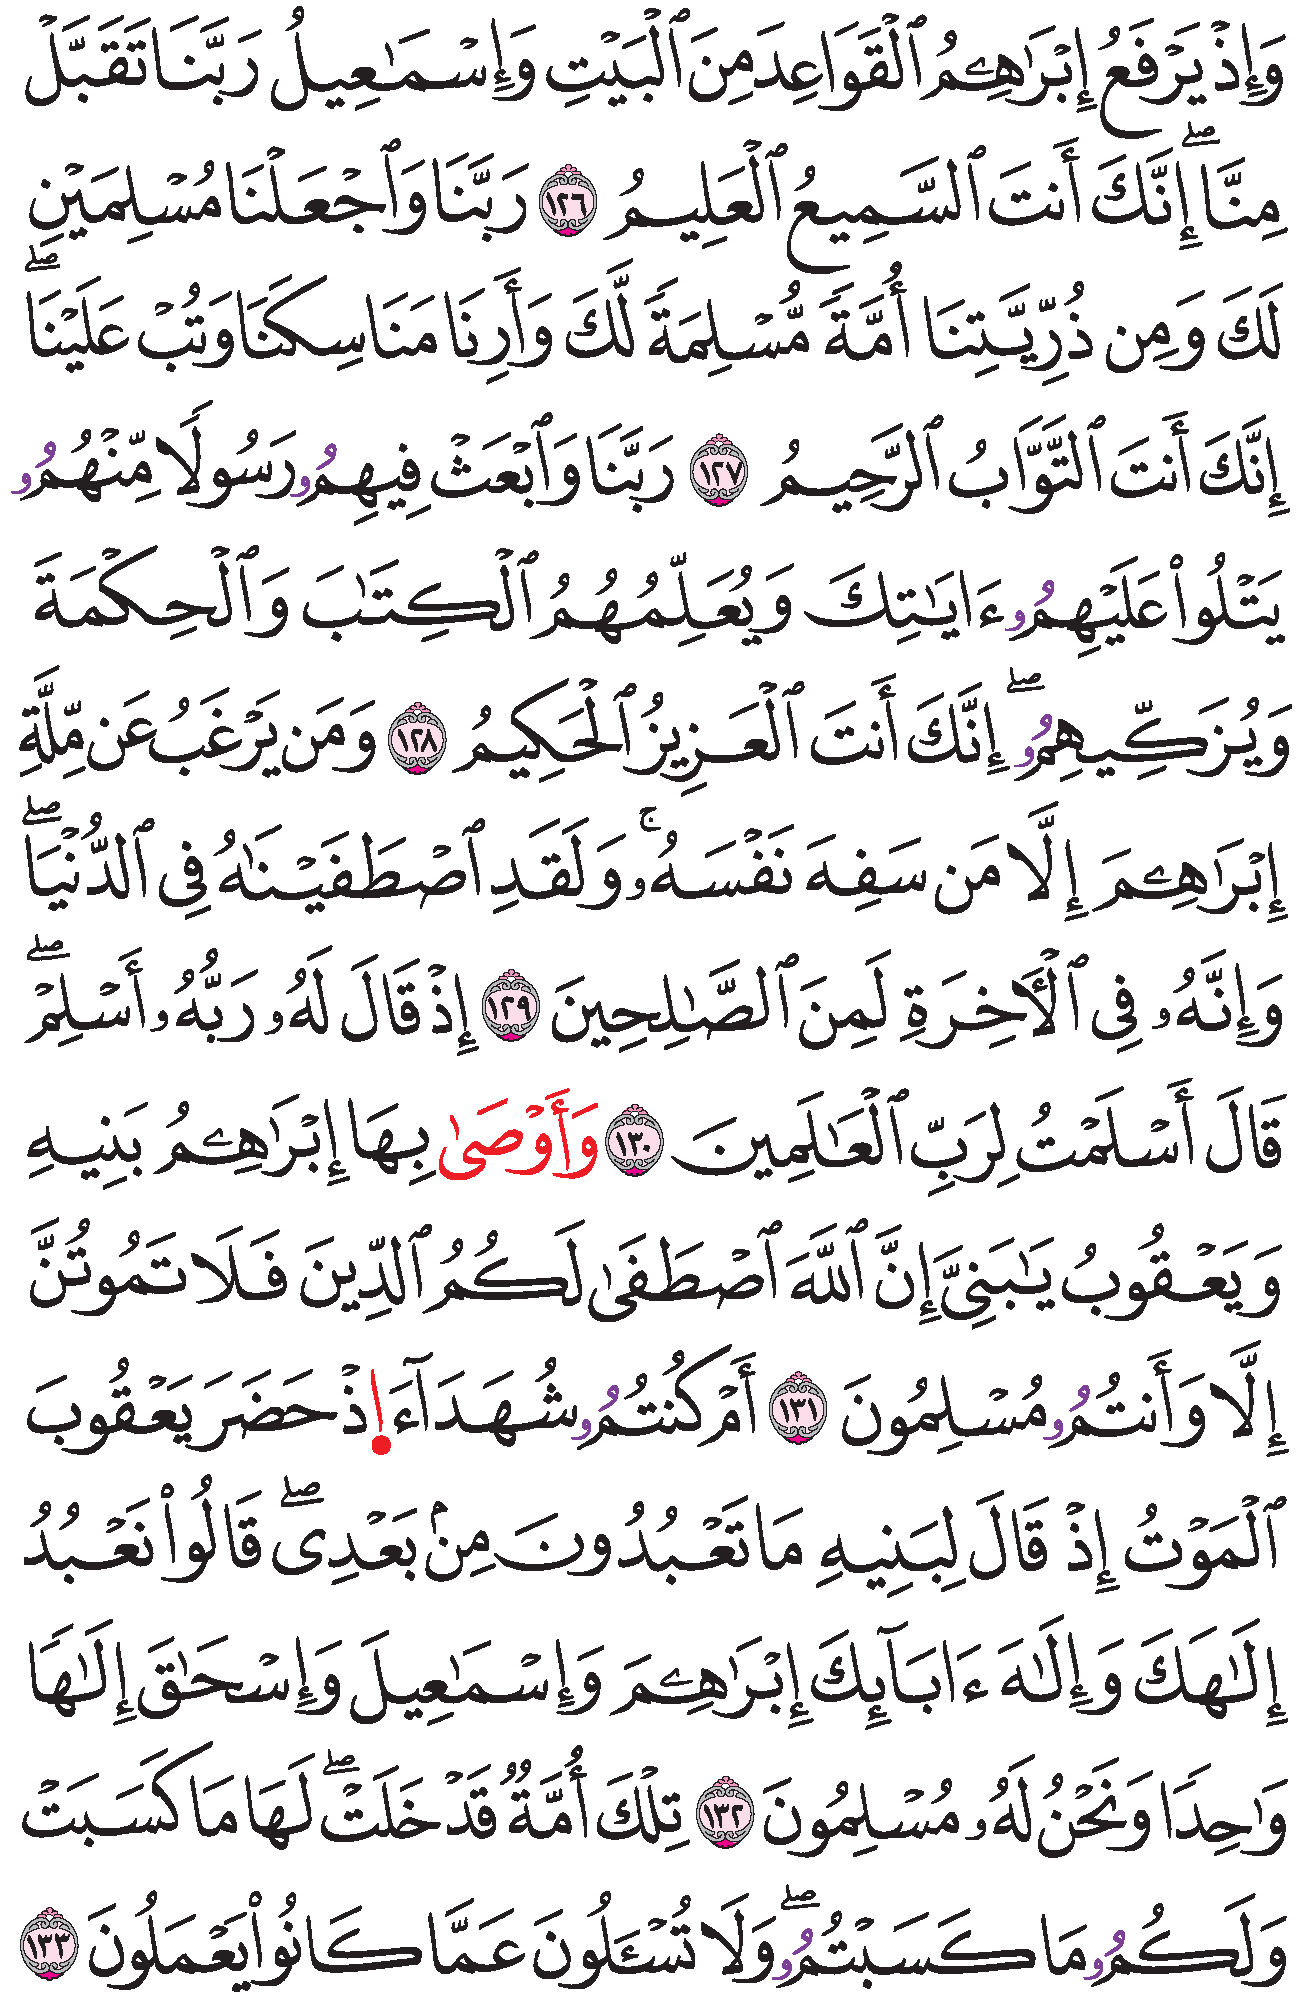 وَإِذْ يَرْفَعُ إِبْرَٰهِـۧمُ ٱلْقَوَاعِدَ مِنَ ٱلْبَيْتِ وَإِسْمَٰعِيلُ رَبَّنَا تَقَبَّلْ
مِنَّاۖ إِنَّكَ أَنتَ ٱلسَّمِيعُ ٱلْعَلِيمُ ١٢٦ رَبَّنَا وَٱجْعَلْنَا مُسْلِمَيْنِ
لَكَ وَمِن ذُرِّيَّتِنَا أُمَّةً مُّسْلِمَةً لَّكَ وَأَرِنَا مَنَاسِكَنَا وَتُبْ عَلَيْنَاۖ
إِنَّكَ أَنتَ ٱلتَّوَّابُ ٱلرَّحِيمُ ١٢٧ رَبَّنَا وَٱبْعَثْ فِيهِمُۥ رَسُولًا مِّنْهُمُۥ
يَتْلُوا۟ عَلَيْهِمُۥ ءَايَٰتِكَ وَيُعَلِّمُهُمُ ٱلْكِتَٰبَ وَٱلْحِكْمَةَ
وَيُزَكِّيهِمُۥۖ إِنَّكَ أَنتَ ٱلْعَزِيزُ ٱلْحَكِيمُ ١٢٨ وَمَن يَرْغَبُ عَن مِّلَّةِ
إِبْرَٰهِـۧمَ إِلَّا مَن سَفِهَ نَفْسَهُۥۚ وَلَقَدِ ٱصْطَفَيْنَٰهُ فِى ٱلدُّنْيَاۖ
وَإِنَّهُۥ فِى ٱلْأَخِرَةِ لَمِنَ ٱلصَّٰلِحِينَ ١٢٩ إِذْ قَالَ لَهُۥ رَبُّهُۥ أَسْلِمْۖ
قَالَ أَسْلَمْتُ لِرَبِّ ٱلْعَٰلَمِينَ ١٣٠ وَأَوْصَىٰ بِهَا إِبْرَٰهِـۧمُ بَنِيهِ
وَيَعْقُوبُ يَٰبَنِىَّ إِنَّ ٱللَّهَ ٱصْطَفَىٰ لَكُمُ ٱلدِّينَ فَلَا تَمُوتُنَّ
إِلَّا وَأَنتُمُۥ مُسْلِمُونَ ١٣١ أَمْ كُنتُمُۥ شُهَدَآءَ اِ۬ذْ حَضَرَ يَعْقُوبَ
ٱلْمَوْتُ إِذْ قَالَ لِبَنِيهِ مَا تَعْبُدُونَ مِنۢ بَعْدِىۖ قَالُوا۟ نَعْبُدُ
إِلَٰهَكَ وَإِلَٰهَ ءَابَآئِكَ إِبْرَٰهِـۧمَ وَإِسْمَٰعِيلَ وَإِسْحَٰقَ إِلَٰهًا
وَٰحِدًا وَنَحْنُ لَهُۥ مُسْلِمُونَ ١٣٢ تِلْكَ أُمَّةٌ قَدْ خَلَتْۖ لَهَا مَا كَسَبَتْ
وَلَكُمُۥ مَا كَسَبْتُمُۥۖ وَلَا تُسْـَٔلُونَ عَمَّا كَانُوا۟ يَعْمَلُونَ ١٣٣